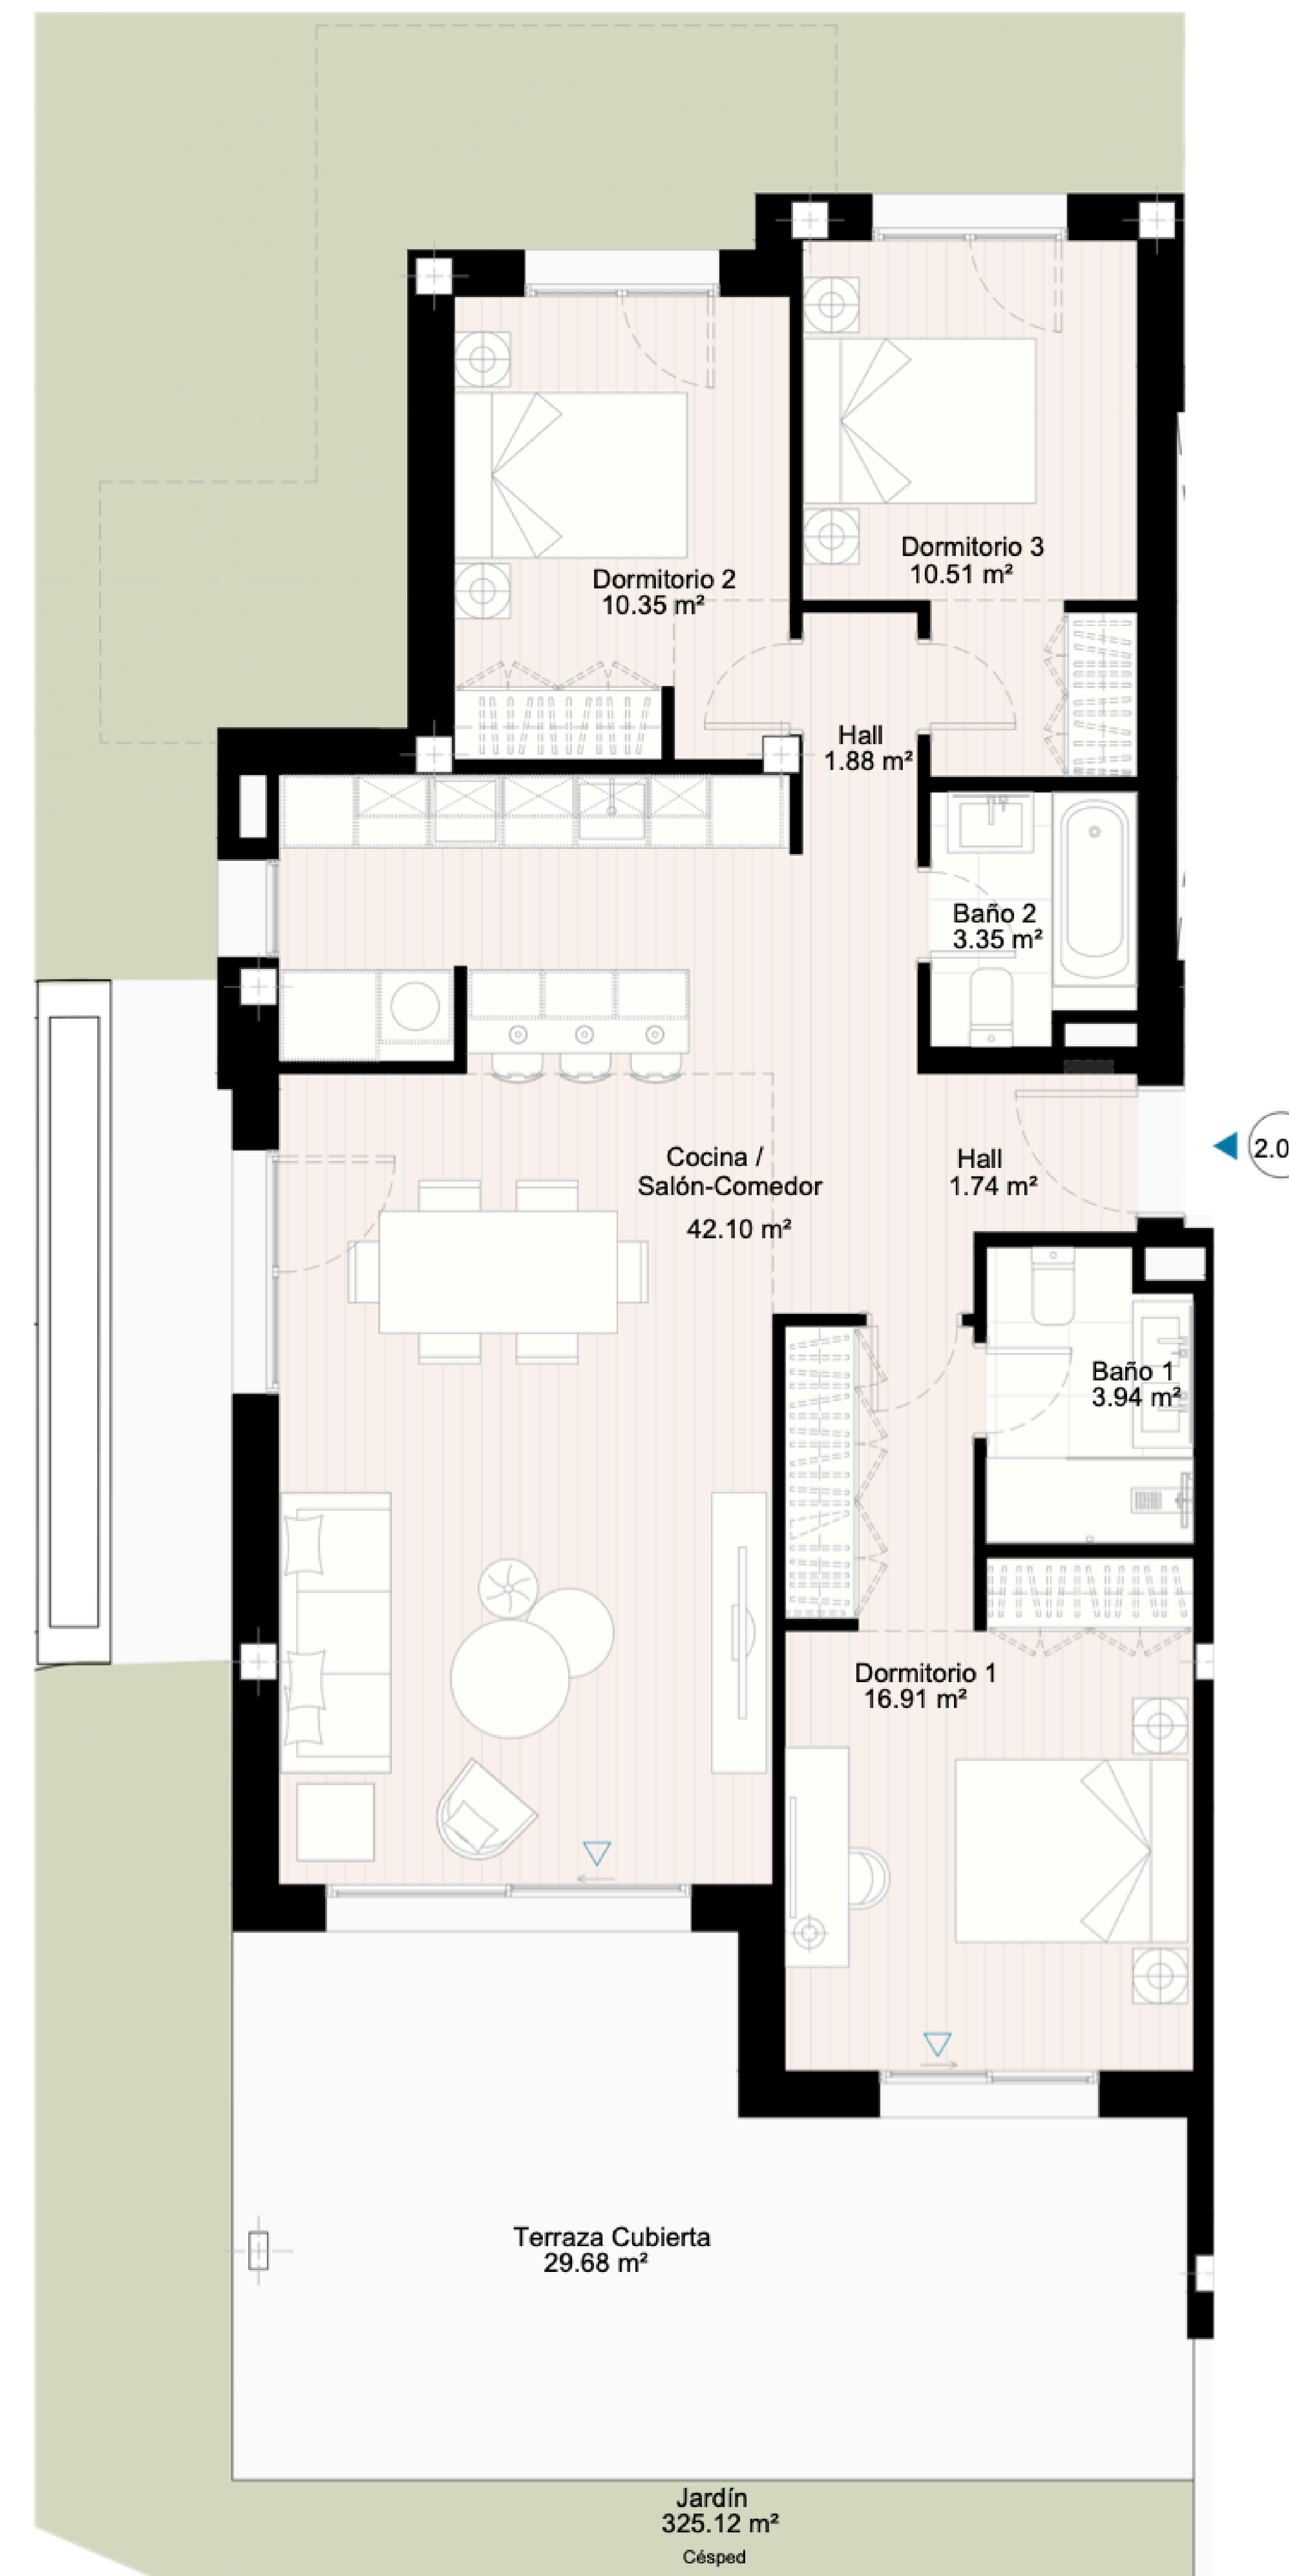 Dormitorio 3
10.51 m²
Dormitorio 2
10.35 m²
Hall
1.88 m²
Baño 2
3.35 m²
Cocina /
Salón-Comedor
42.10 m²
Hall
1.74 m²
2.0
Baño 1
3.94 m²
Dormitorio 1
16.91 m²
Terraza Cubierta
29.68 m²
Jardín
325.12 m²
Césped